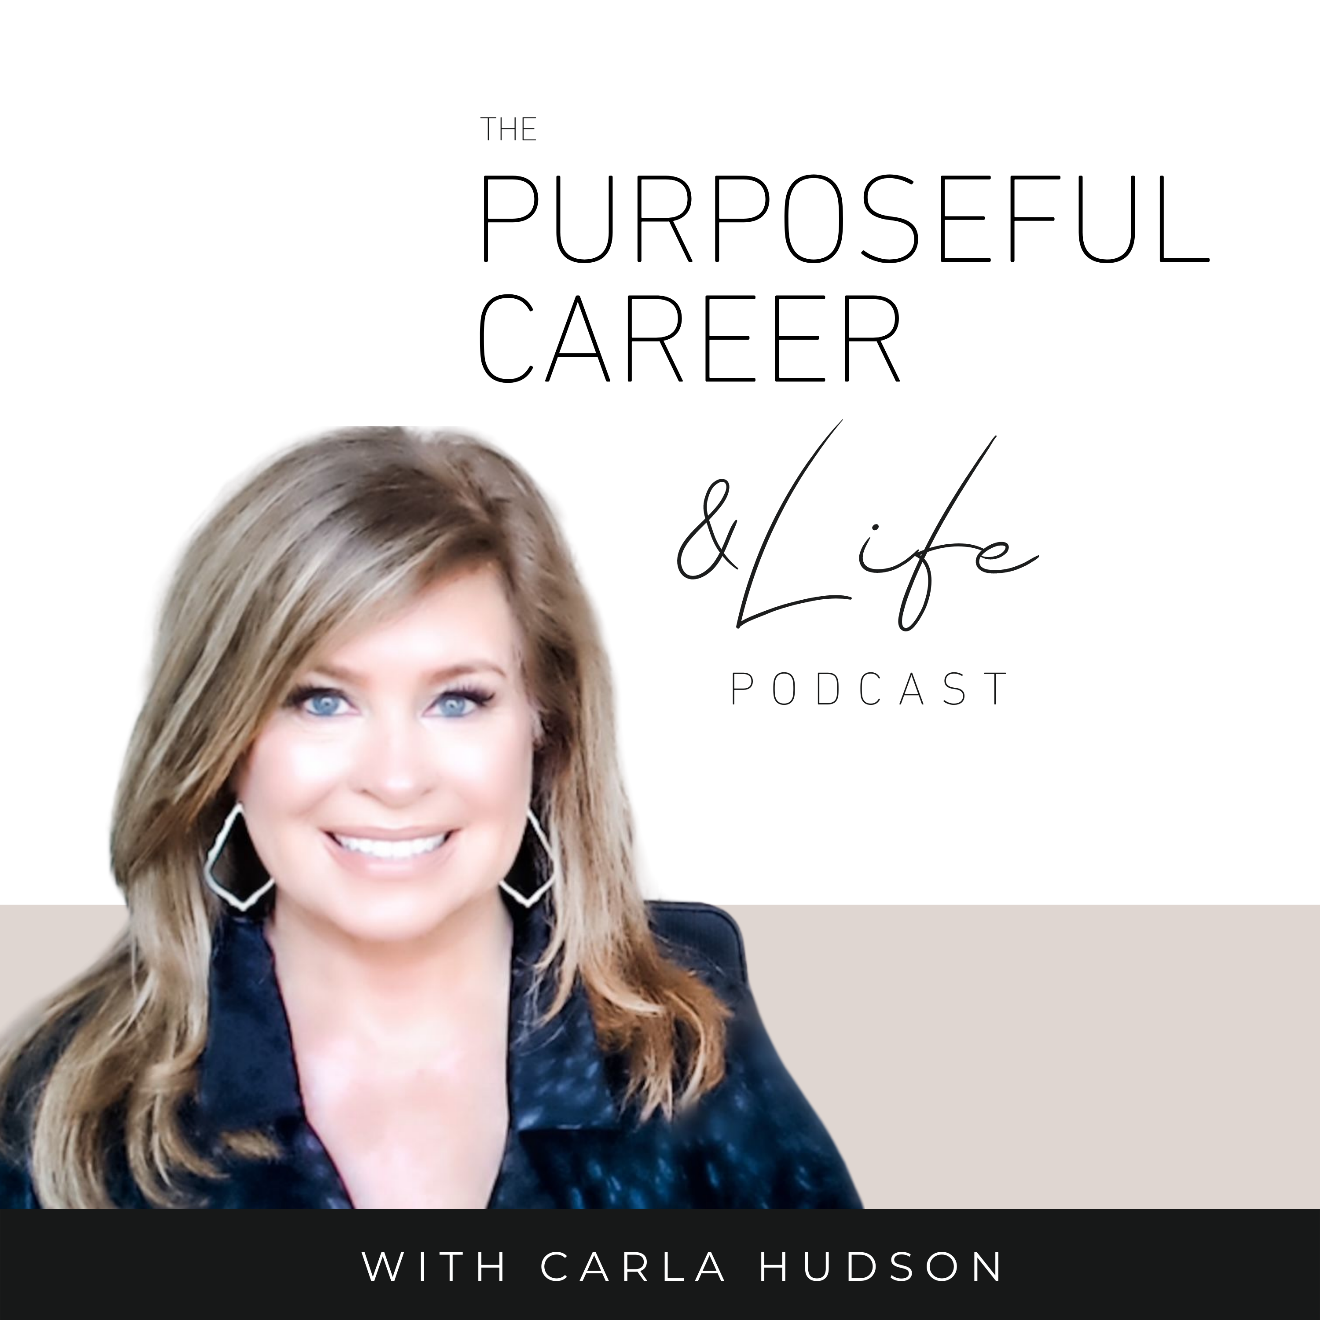 THE
PURPOSEFUL
CAREER
& Life
PODCAST
WITH CARLA HUDSON